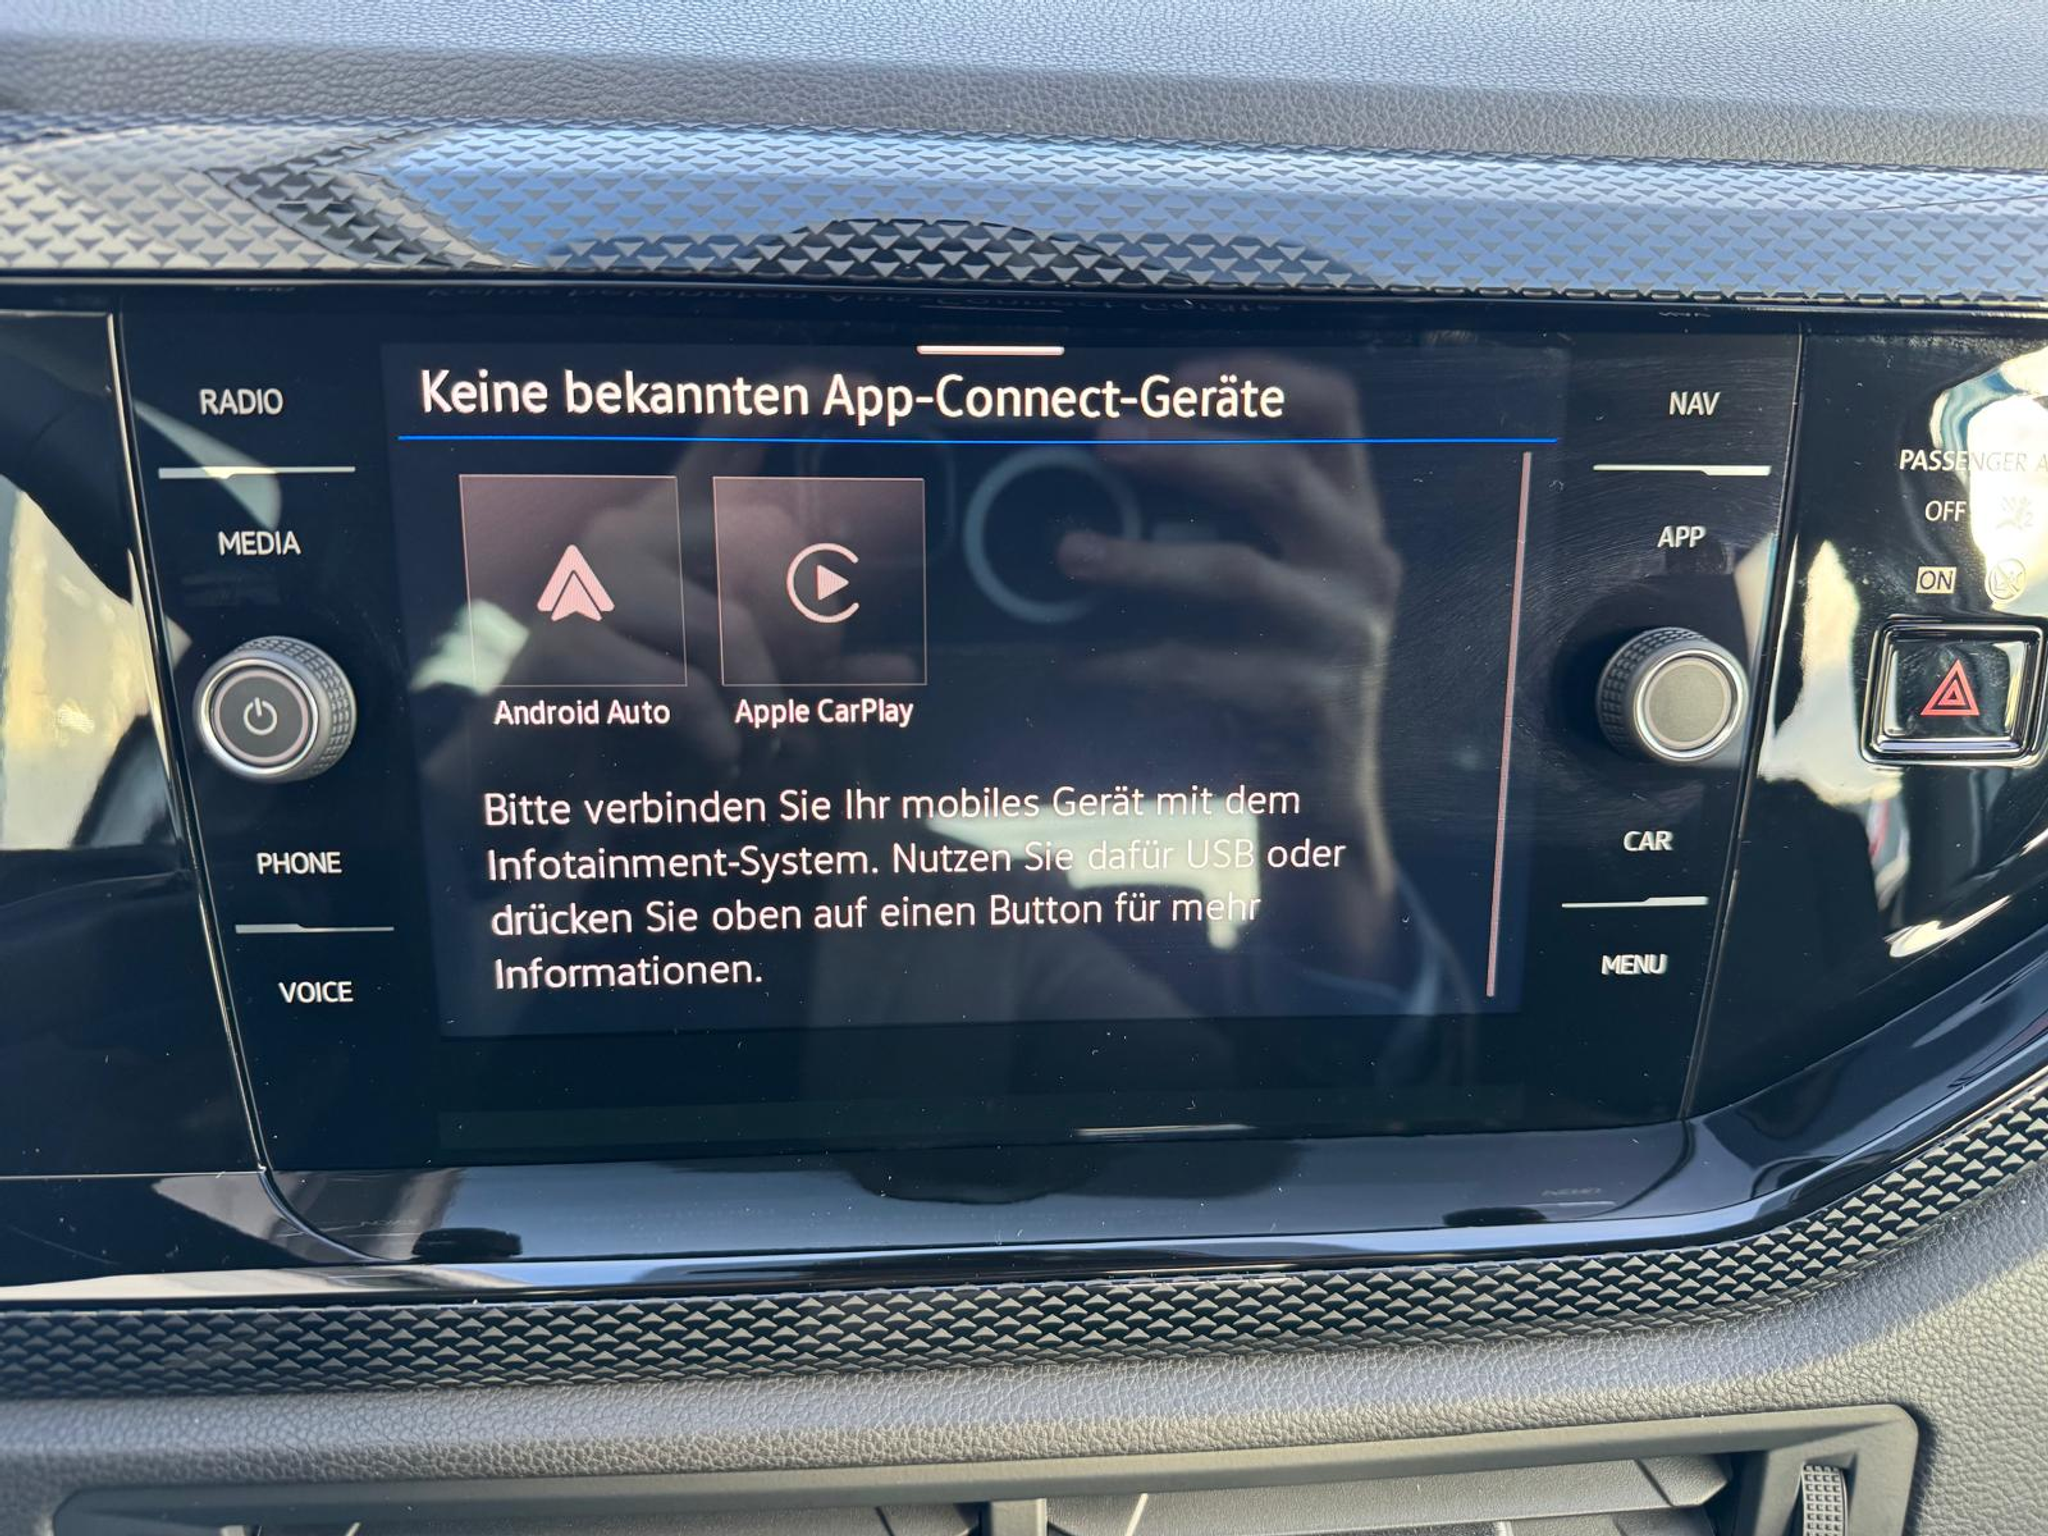 RADIO
MEDIA
PHONE
VOICE
Keine bekannten App-Connect-Geräte
Android Auto
Apple CarPlay
Bitte verbinden Sie Ihr mobiles Gerät mit dem
Infotainment-System. Nutzen Sie dafür USB oder
drücken Sie oben auf einen Button für mehr
Informationen.
NAV
APP
CAR
MENU
PASSENGER A
OFF
ON